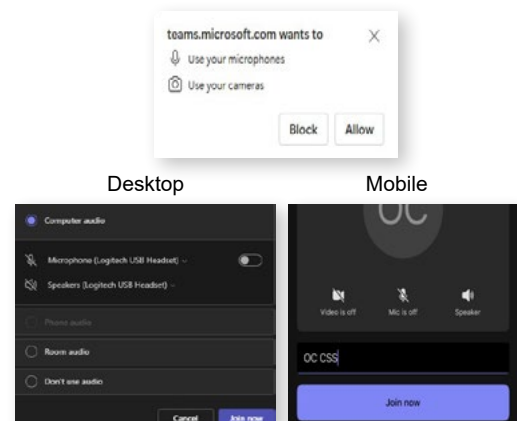 teams.microsoft.com wants to
Use your microphones
Use your cameras
Block Allow
Desktop Mobile
Computer audio
Microphone (Logitech USB Headset)
Speakers (Logitech USB Headset)
Phone audio
Room audio
Don't use audio
Cancel Join now
OC
Video is off Mic is off Speaker
OC CSS
Join now